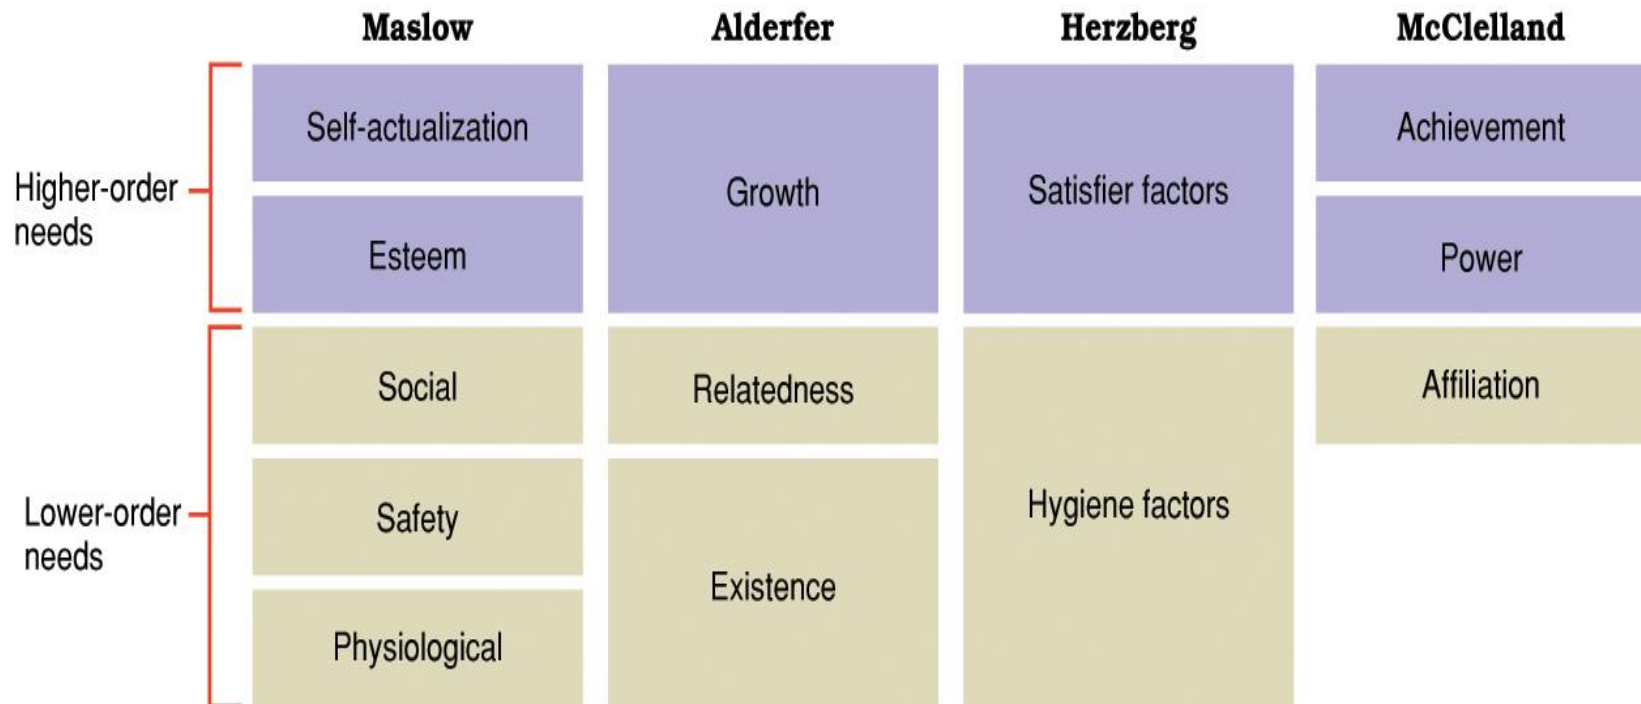 Maslow Alderfer Herzberg McClelland
Self-actualization
Achievement
Higher-order
needs
Growth
Satisfier factors
Esteem
Power
Social
Relatedness
Affiliation
Lower-order
needs
Safety
Hygiene factors
Existence
Physiological